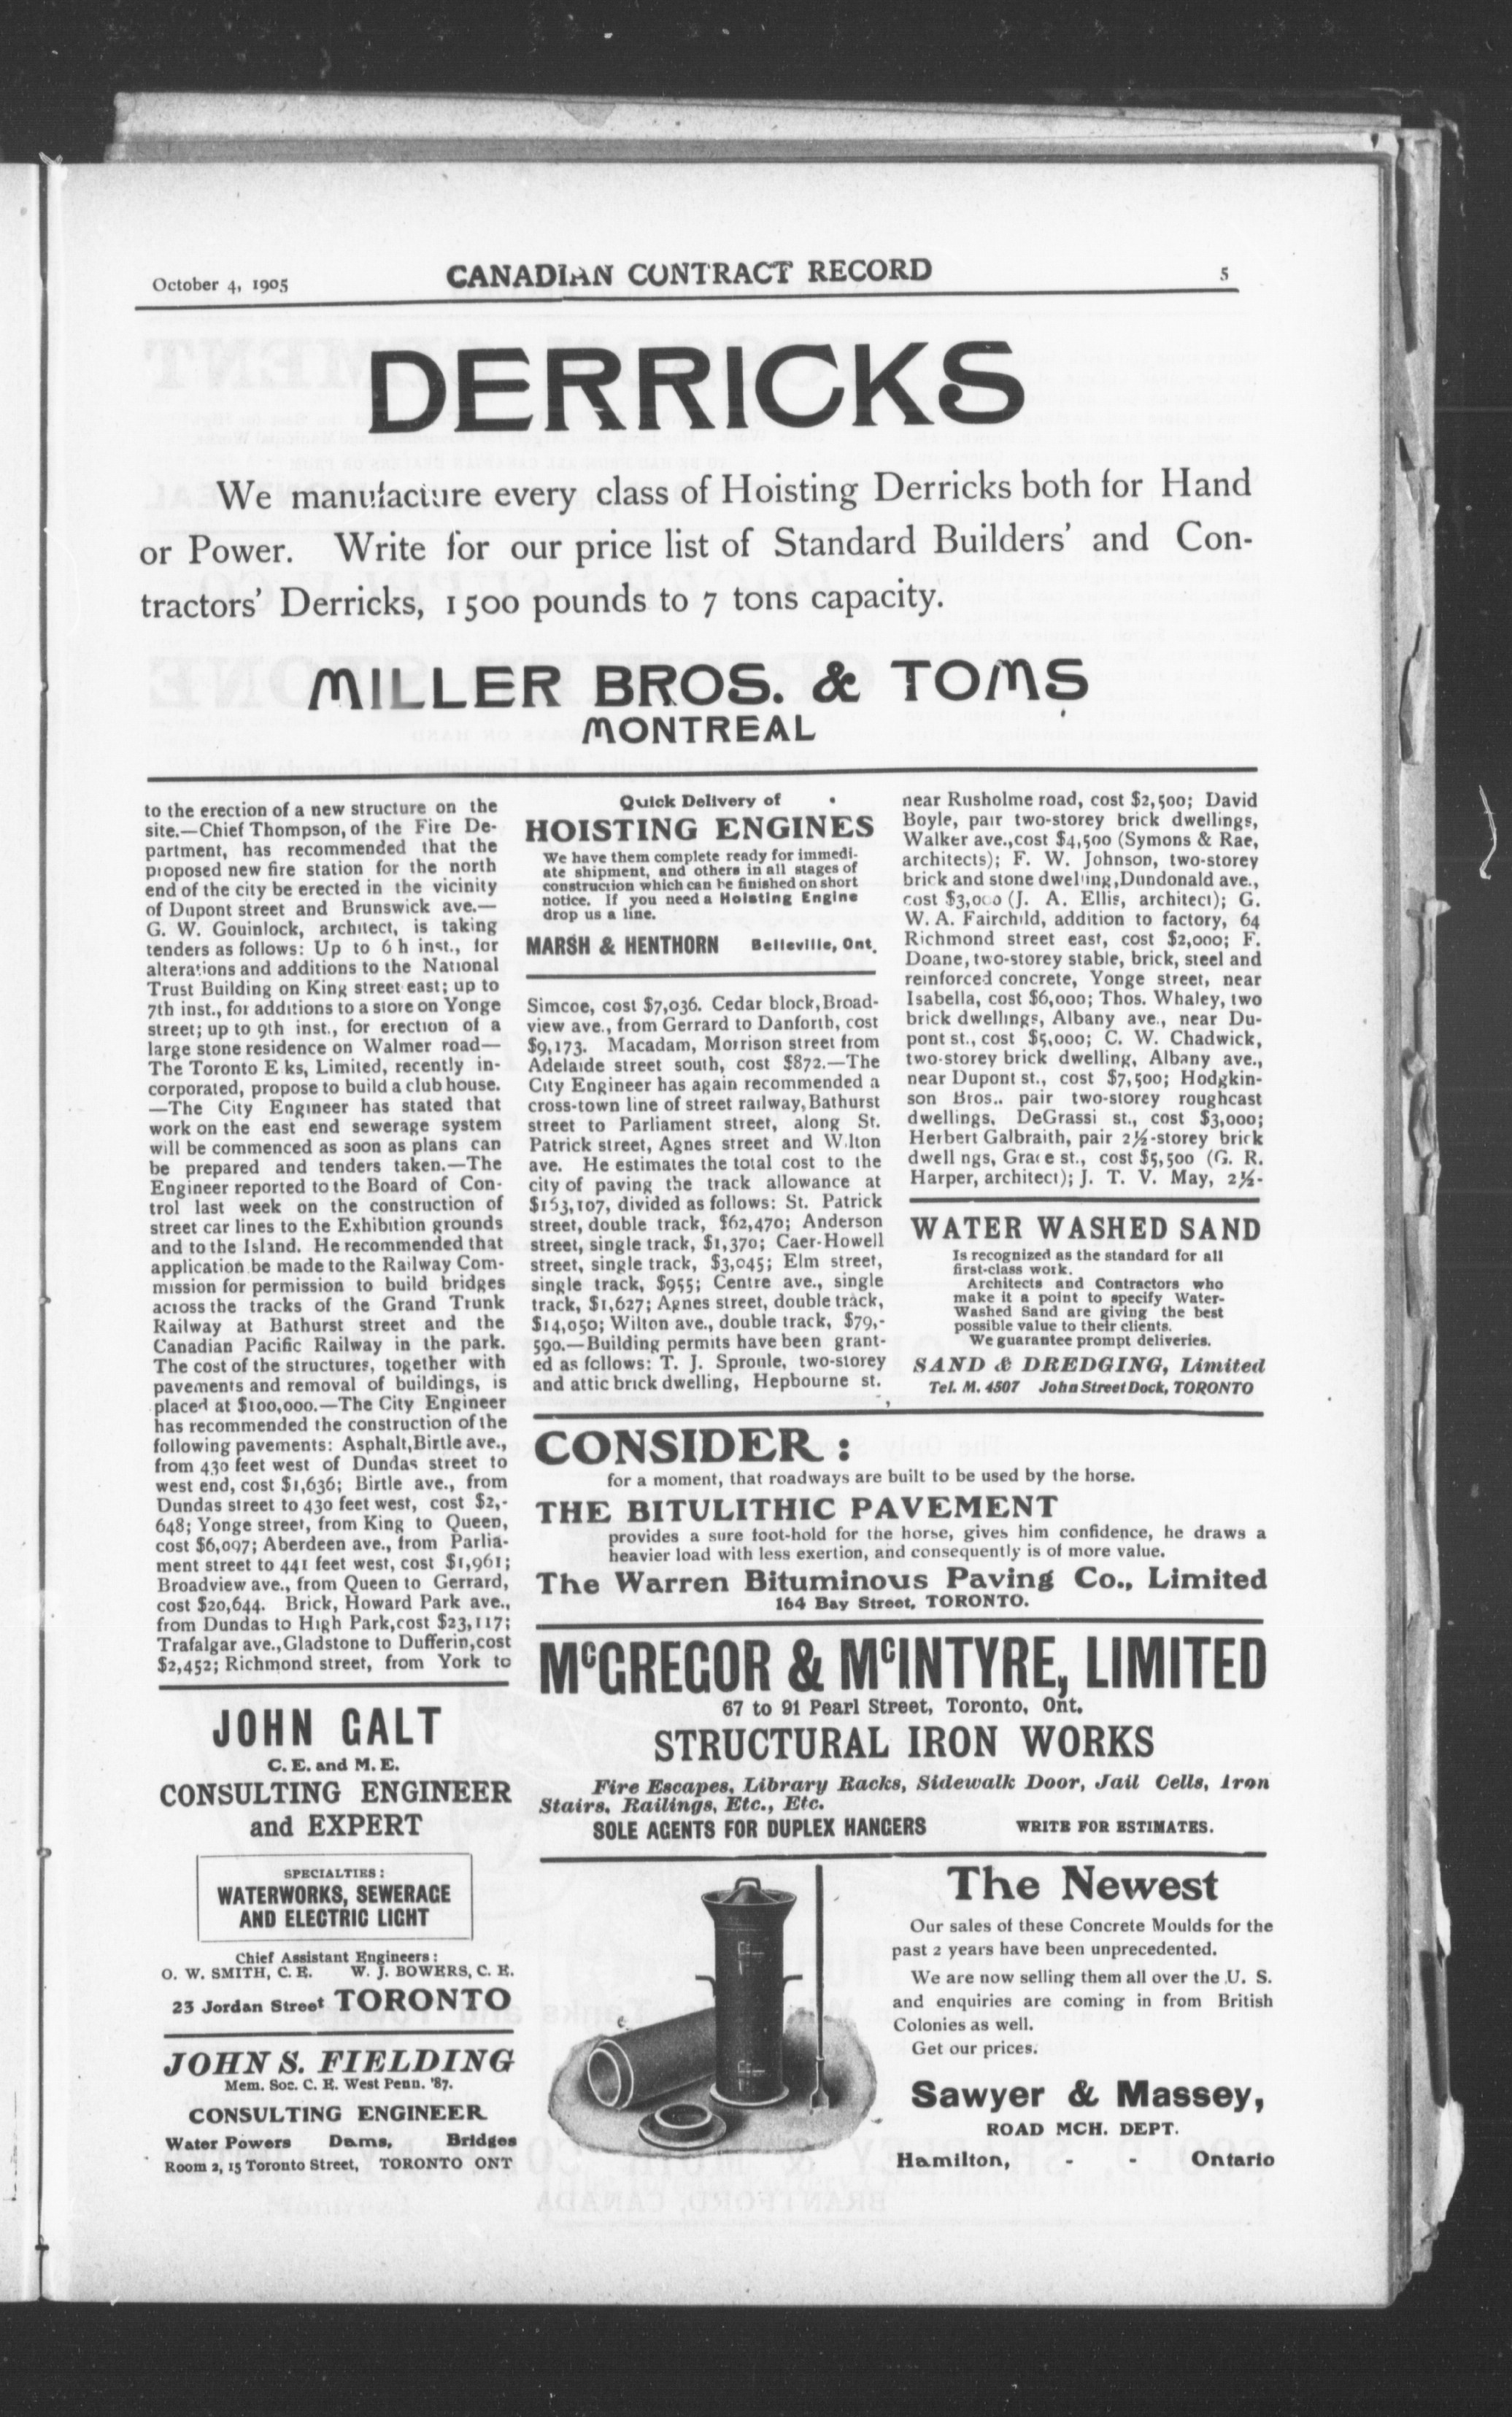 October 4, 1905
CANADIAN CONTRACT RECORD
5
DERRICKS
We manufacture every class of Hoisting Derricks both for Hand
or Power. Write for our price list of Standard Builders' and Con-
tractors' Derricks, 1500 pounds to 7 tons capacity.
MILLER BROS. & TOMS
MONTREAL
to the erection of a new structure on the
site.—Chief Thompson, of the Fire De-
partment, has recommended that the
proposed new fire station for the north
end of the city be erected in the vicinity
of Dupont street and Brunswick ave.—
G. W. Gouinlock, architect, is taking
tenders as follows: Up to 6 h inst., for
alterations and additions to the National
Trust Building on King street east; up to
7th inst., for additions to a store on Yonge
street; up to 9th inst., for erection of a
large stone residence on Walmer road—
The Toronto E ks, Limited, recently in-
corporated, propose to build a club house.
—The City Engineer has stated that
work on the east end sewerage system
will be commenced as soon as plans can
be prepared and tenders taken.—The
Engineer reported to the Board of Con-
trol last week on the construction of
street car lines to the Exhibition grounds
and to the Island. He recommended that
application be made to the Railway Com-
mission for permission to build bridges
across the tracks of the Grand Trunk
Railway at Bathurst street and the
Canadian Pacific Railway in the park.
The cost of the structures, together with
pavements and removal of buildings, is
placed at $100,000.—The City Engineer
has recommended the construction of the
following pavements: Asphalt, Birtle ave.,
from 430 feet west of Dundas street to
west end, cost $1,636; Birtle ave., from
Dundas street to 430 feet west, cost $2,-
648; Yonge street, from King to Queen,
cost $6,097; Aberdeen ave., from Parlia-
ment street to 441 feet west, cost $1,961;
Broadview ave., from Queen to Gerrard,
cost $20,644. Brick, Howard Park ave.,
from Dundas to High Park, cost $23,117;
Trafalgar ave., Gladstone to Dufferin, cost
$2,452; Richmond street, from York to
JOHN GALT
C. E. and M. E.
CONSULTING ENGINEER
and EXPERT
SPECIALTIES:
WATERWORKS, SEWERAGE
AND ELECTRIC LIGHT
Chief Assistant Engineers:
O. W. SMITH, C. E. W. J. BOWERS, C. E.
23 Jordan Street TORONTO
JOHN S. FIELDING
Mem. Soc. C. E. West Penn. '87.
CONSULTING ENGINEER
Water Powers Dams, Bridges
Room 2, 15 Toronto Street, TORONTO ONT
Quick Delivery of
HOISTING ENGINES
We have them complete ready for immedi-
ate shipment, and others in all stages of
construction which can be finished on short
notice. If you need a Hoisting Engine
drop us a line.
MARSH & HENTHORN Belleville, Ont.
Simcoe, cost $7,036. Cedar block, Broad-
view ave., from Gerrard to Danforth, cost
$9,173. Macadam, Morrison street from
Adelaide street south, cost $872.—The
City Engineer has again recommended a
cross-town line of street railway, Bathurst
street to Parliament street, along St.
Patrick street, Agnes street and Wilton
ave. He estimates the total cost to the
city of paving the track allowance at
$163,107, divided as follows: St. Patrick
street, double track, $62,470; Anderson
street, single track, $1,370; Caer-Howell
street, single track, $3,045; Elm street,
single track, $955; Centre ave., single
track, $1,627; Agnes street, double track,
$14,050; Wilton ave., double track, $79,-
590.—Building permits have been grant-
ed as follows: T. J. Sproule, two-storey
and attic brick dwelling, Hepbourne st.
near Rusholme road, cost $2,500; David
Boyle, pair two-storey brick dwellings,
Walker ave., cost $4,500 (Symons & Rae,
architects); F. W. Johnson, two-storey
brick and stone dwelling, Dundonald ave.,
cost $3,000 (J. A. Ellis, architect); G.
W. A. Fairchild, addition to factory, 64
Richmond street east, cost $2,000; F.
Doane, two-storey stable, brick, steel and
reinforced concrete, Yonge street, near
Isabella, cost $6,000; Thos. Whaley, two
brick dwellings, Albany ave., near Du-
pont st., cost $5,000; C. W. Chadwick,
two-storey brick dwelling, Albany ave.,
near Dupont st., cost $7,500; Hodgkin-
son Bros.. pair two-storey roughcast
dwellings, DeGrassi st., cost $3,000;
Herbert Galbraith, pair 2½-storey brick
dwell ngs, Grace st., cost $5,500 (G. R.
Harper, architect); J. T. V. May, 2½-
WATER WASHED SAND
Is recognized as the standard for all
first-class work.
Architects and Contractors who
make it a point to specify Water-
Washed Sand are giving the best
possible value to their clients.
We guarantee prompt deliveries.
SAND & DREDGING, Limited
Tel. M. 4507 John Street Dock, TORONTO
CONSIDER:
for a moment, that roadways are built to be used by the horse.
THE BITULITHIC PAVEMENT
provides a sure foot-hold for the horse, gives him confidence, he draws a
heavier load with less exertion, and consequently is of more value.
The Warren Bituminous Paving Co., Limited
164 Bay Street, TORONTO.
McGREGOR & McINTYRE, LIMITED
67 to 91 Pearl Street, Toronto, Ont.
STRUCTURAL IRON WORKS
Fire Escapes, Library Racks, Sidewalk Door, Jail Cells, Iron
Stairs, Railings, Etc., Etc.
SOLE AGENTS FOR DUPLEX HANGERS WRITE FOR ESTIMATES.
The Newest
Our sales of these Concrete Moulds for the
past 2 years have been unprecedented.
We are now selling them all over the U. S.
and enquiries are coming in from British
Colonies as well.
Get our prices.
Sawyer & Massey,
ROAD MCH. DEPT.
Hamilton, - - Ontario